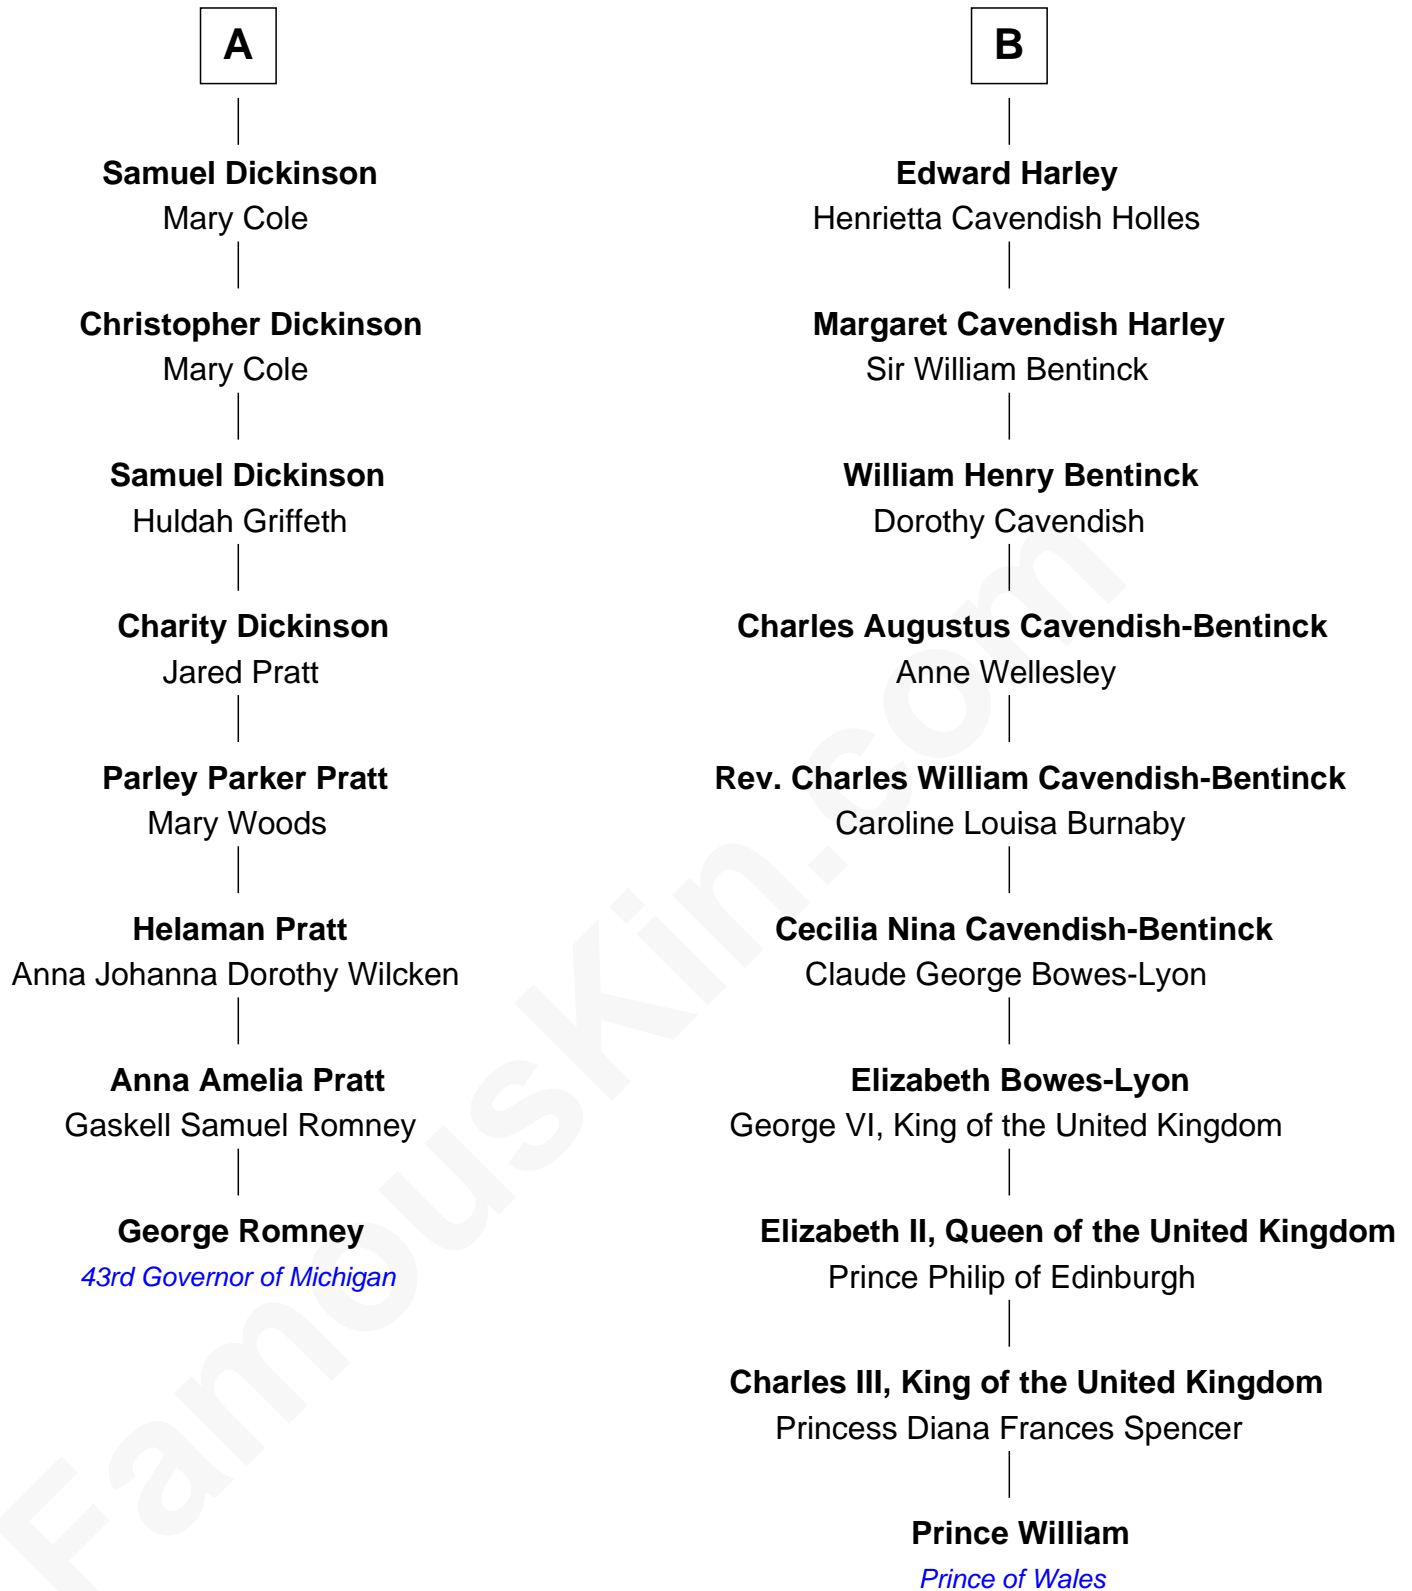 A
Samuel Dickinson
Mary Cole
Christopher Dickinson
Mary Cole
Samuel Dickinson
Huldah Griffeth
Charity Dickinson
Jared Pratt
Parley Parker Pratt
Mary Woods
Helaman Pratt
Anna Johanna Dorothy Wilcken
Anna Amelia Pratt
Gaskell Samuel Romney
George Romney
43rd Governor of Michigan
B
Edward Harley
Henrietta Cavendish Holles
Margaret Cavendish Harley
Sir William Bentinck
William Henry Bentinck
Dorothy Cavendish
Charles Augustus Cavendish-Bentinck
Anne Wellesley
Rev. Charles William Cavendish-Bentinck
Caroline Louisa Burnaby
Cecilia Nina Cavendish-Bentinck
Claude George Bowes-Lyon
Elizabeth Bowes-Lyon
George VI, King of the United Kingdom
Elizabeth II, Queen of the United Kingdom
Prince Philip of Edinburgh
Charles III, King of the United Kingdom
Princess Diana Frances Spencer
Prince William
Prince of Wales
FamousKin.com